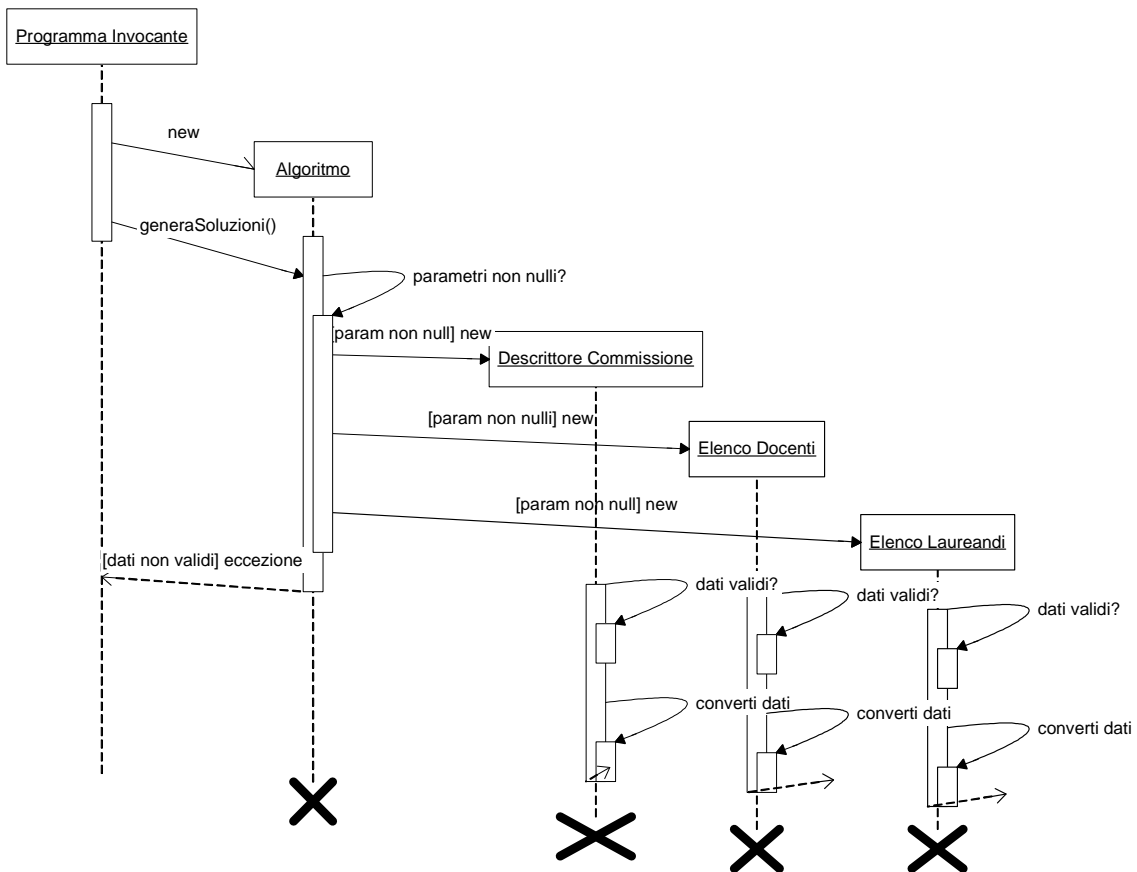 Programma Invocante
new
Algoritmo
generaSoluzioni()
parametri non nulli?
[param non null] new
Descrittore Commissione
[param non nulli] new
Elenco Docenti
[param non null] new
Elenco Laureandi
[dati non validi] eccezione
dati validi?
dati validi?
dati validi?
converti dati
converti dati
converti dati